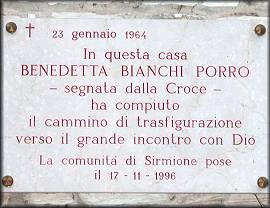 † 23 gennaio 1964
In questa casa
BENEDETTA BIANCHI PORRO
– segnata dalla Croce –
ha compiuto
il cammino di trasfigurazione
verso il grande incontro con Dio
La comunità di Sirmione pose
il 17 - 11 - 1996